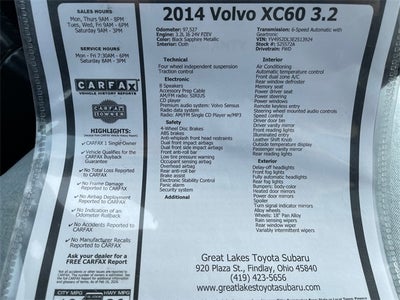 SALES HOURS
Mon, Thurs 9AM - 8PM
Tues, Wed, Fri 9AM - 6PM
Saturday 9AM - 3PM
SERVICE HOURS
Mon - Fri 7:30AM - 6PM
Saturday 8AM - 3PM
CARFAX
VEHICLE HISTORY REPORTS
CARFAX
1 OWNER
HIGHLIGHTS:
CARFAX 1 Single Owner
Vehicle Qualifies for the
CARFAX Buyback
Guarantee
No Total Loss Reported
to CARFAX
No Frame Damage
Reported to CARFAX
No Airbag Deployment
Reported to CARFAX
No Indication of an
Odometer Rollback
No Accidents Reported
to CARFAX
No Manufacturer Recalls
Reported to CARFAX
Ask your dealer for a
FREE CARFAX Report
CITY MPG
HWY MPG
2014 Volvo XC60 3.2
Odometer: 97,527
Engine: 3.2L I6 24V PZEV
Color: Black Sapphire Metallic
Interior: Cloth
Transmission: 6-Speed Automatic with
Geartronic
Stock #: S25572A
Drivetrain: FWD
Technical
Four wheel independent suspension
Traction control
Electronic
8 Speakers
Accessory Prep Cable
AM/FM radio: SIRIUS
CD player
Premium audio system: Volvo Sensus
Radio data system
Radio: AM/FM Single CD Player w/MP3
Safety
4-Wheel Disc Brakes
ABS brakes
Anti-whiplash front head restraints
Dual front impact airbags
Dual front side impact airbags
Front anti-roll bar
Low tire pressure warning
Occupant sensing airbag
Overhead airbag
Rear anti-roll bar
Brake assist
Electronic Stability Control
Panic alarm
Security system
Additional
Interior
Air Conditioning
Automatic temperature control
Front dual zone A/C
Rear window defroster
Memory seat
Power driver seat
Power steering
Power windows
Remote keyless entry
Steering wheel mounted audio controls
Speed control
Driver door bin
Driver vanity mirror
Front reading lights
Illuminated entry
Leather Shift Knob
Outside temperature display
Passenger vanity mirror
Rear reading lights
Exterior
Delay-off headlights
Front fog lights
Fully automatic headlights
Rear fog lights
Bumpers: body-color
Heated door mirrors
Power door mirrors
Spoiler
Turn signal indicator mirrors
Alloy wheels
Wheels: 18" Pan Alloy
Rain sensing wipers
Rear window wiper
Variably intermittent wipers
Great Lakes Toyota Subaru
920 Plaza St., Findlay, Ohio 45840
(419) 423-5656
www.greatlakestoyotasubaru.com